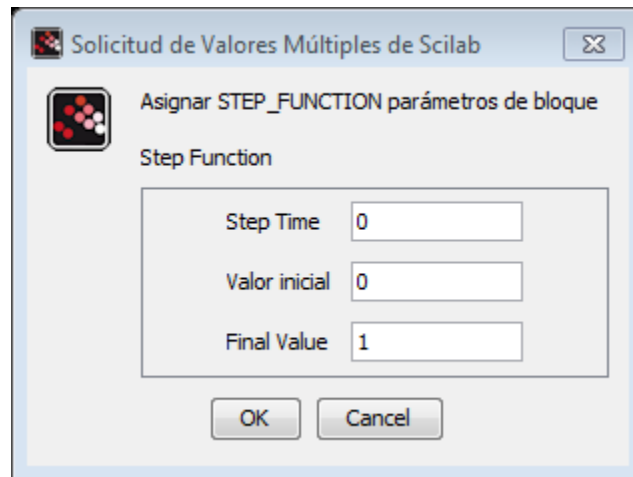 Solicitud de Valores Múltiples de Scilab
Asignar STEP_FUNCTION parámetros de bloque
Step Function
Step Time 0
Valor inicial 0
Final Value 1
OK Cancel